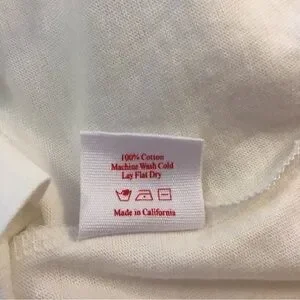 100% Cotton
Machine Wash Cold
Lay Flat Dry
Made in California